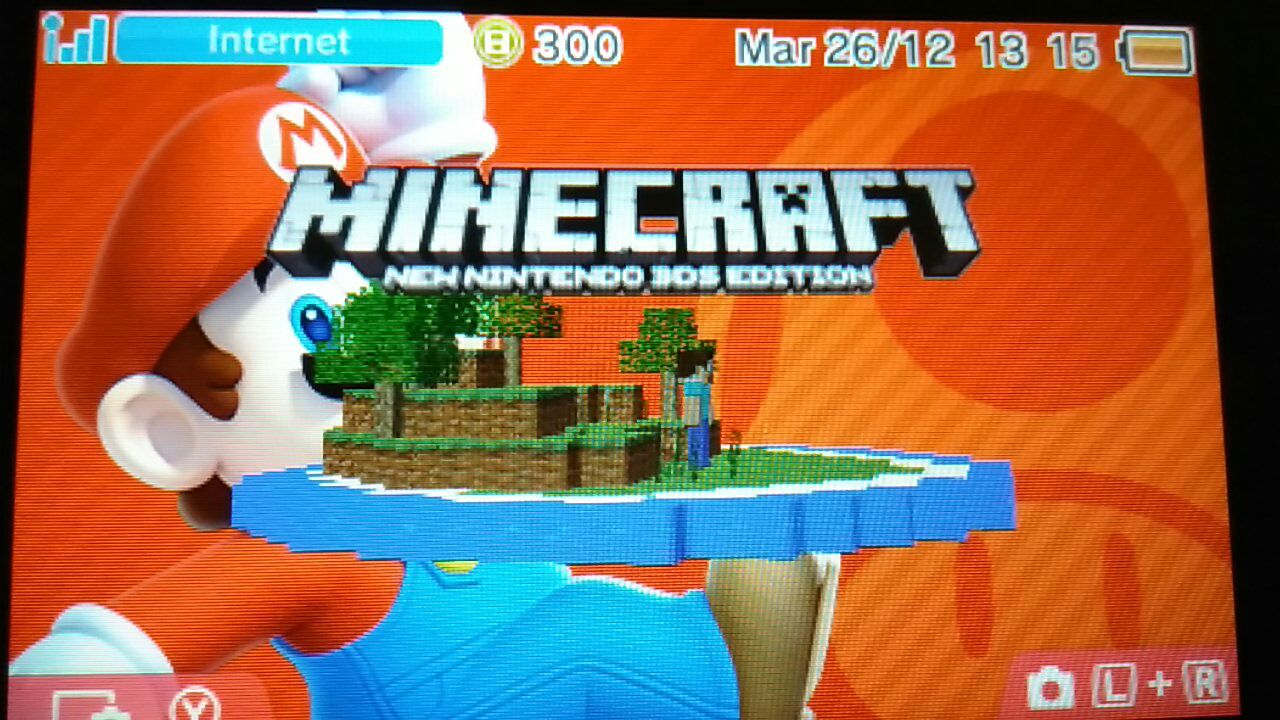 Internet 300 Mar 26/12 13 15
M
MINECRAFT
NEW NINTENDO 3DS EDITION
Y L + R